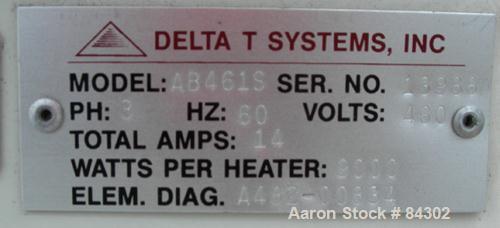 DELTA T SYSTEMS, INC
MODEL: AB461S SER. NO.
PH: 3 HZ: 60 VOLTS: 480
TOTAL AMPS: 14
WATTS PER HEATER: 9000
ELEM. DIAG.
Aaron Stock # 84302